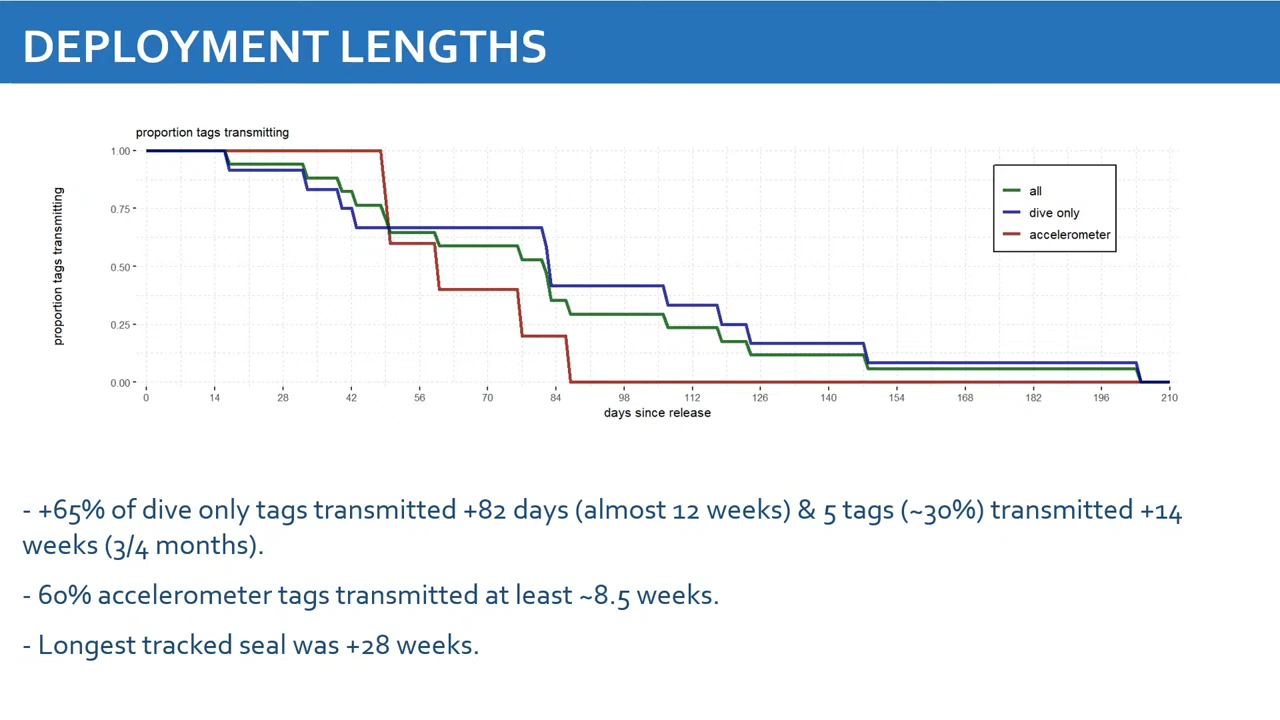 DEPLOYMENT LENGTHS
proportion tags transmitting
1.00
0.75
0.50
0.25
0.00
proportion tags transmitting
all
dive only
accelerometer
0 14 28 42 56 70 84 98 112 126 140 154 168 182 196 210
days since release
- +65% of dive only tags transmitted +82 days (almost 12 weeks) & 5 tags (~30%) transmitted +14
weeks (3/4 months).
- 60% accelerometer tags transmitted at least ~8.5 weeks.
- Longest tracked seal was +28 weeks.